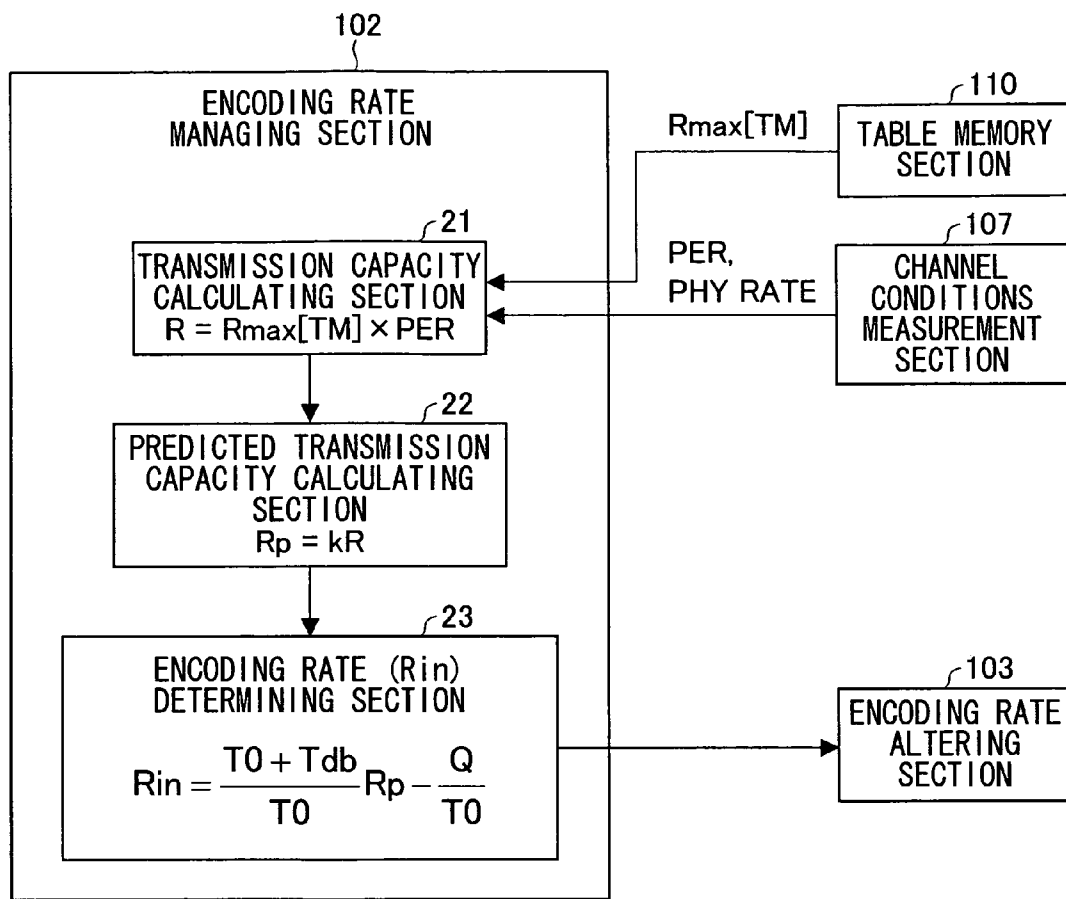 102
ENCODING RATE
MANAGING SECTION
110
Rmax[TM]
TABLE MEMORY
SECTION
21
TRANSMISSION CAPACITY
CALCULATING SECTION
R = Rmax[TM] × PER
107
PER,
PHY RATE
CHANNEL
CONDITIONS
MEASUREMENT
SECTION
22
PREDICTED TRANSMISSION
CAPACITY CALCULATING
SECTION
Rp = kR
23
ENCODING RATE (Rin)
DETERMINING SECTION
Rin = (T0 + Tdb)/T0 Rp − Q/T0
103
ENCODING RATE
ALTERING
SECTION